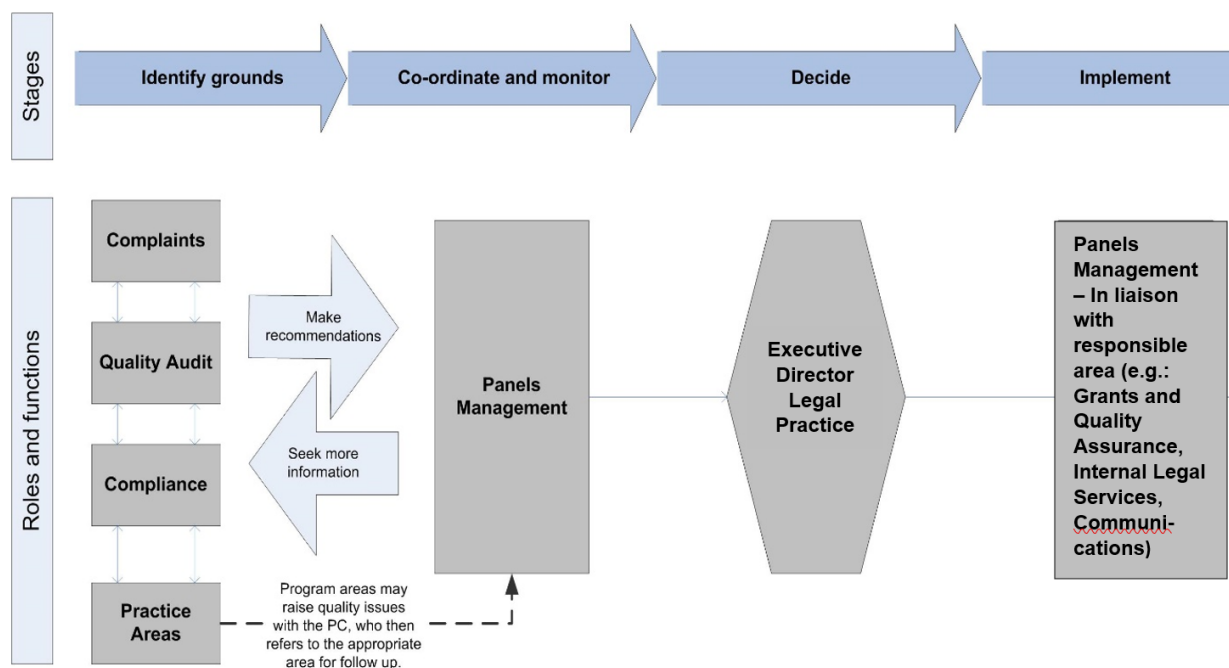 Stages
Identify grounds
Co-ordinate and monitor
Decide
Implement
Roles and functions
Complaints
Quality Audit
Compliance
Practice
Areas
Make
recommendations
Seek more
information
Program areas may
raise quality issues
with the PC, who then
refers to the appropriate
area for follow up.
Panels
Management
Executive
Director
Legal
Practice
Panels
Management
– In liaison
with
responsible
area (e.g.:
Grants and
Quality
Assurance,
Internal Legal
Services,
Communi-
cations)